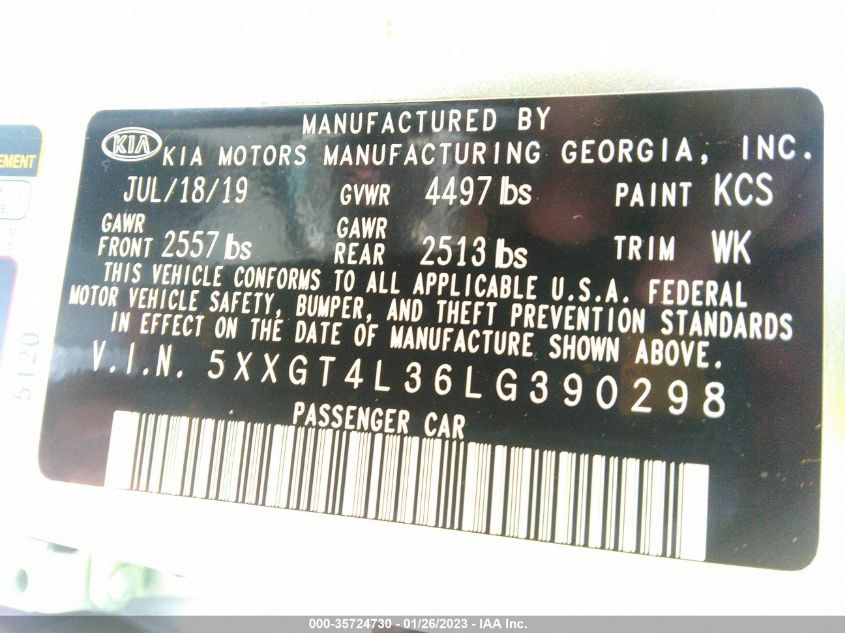 MANUFACTURED BY
KIA
KIA MOTORS MANUFACTURING GEORGIA, INC.
JUL/18/19 GVWR 4497 lbs PAINT KCS
GAWR FRONT 2557 lbs GAWR REAR 2513 lbs TRIM WK
THIS VEHICLE CONFORMS TO ALL APPLICABLE U.S.A. FEDERAL
MOTOR VEHICLE SAFETY, BUMPER, AND THEFT PREVENTION STANDARDS
IN EFFECT ON THE DATE OF MANUFACTURE SHOWN ABOVE.
V.I.N. 5XXGT4L36LG390298
PASSENGER CAR
5120
000-35724730 - 01/26/2023 - IAA Inc.